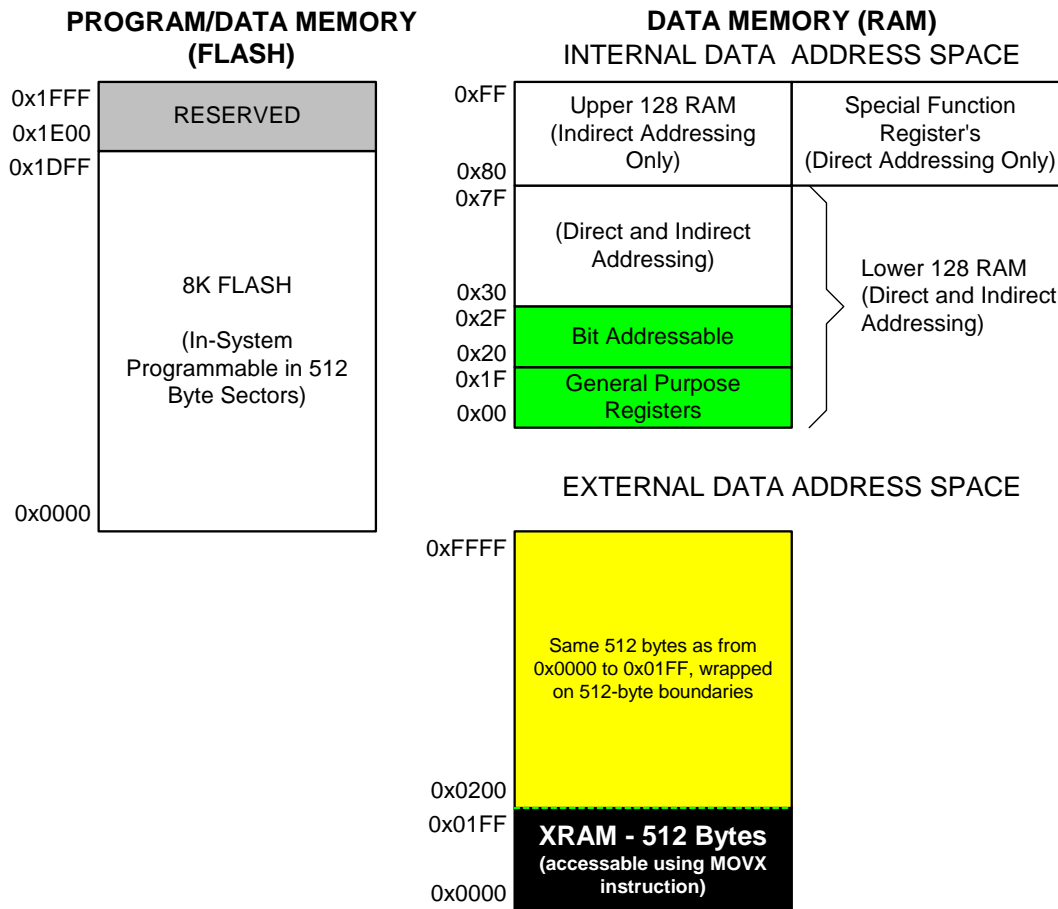 PROGRAM/DATA MEMORY
(FLASH)
0x1FFF
RESERVED
0x1E00
0x1DFF
8K FLASH
(In-System
Programmable in 512
Byte Sectors)
0x0000
DATA MEMORY (RAM)
INTERNAL DATA ADDRESS SPACE
0xFF
Upper 128 RAM
(Indirect Addressing
Only)
0x80
Special Function
Register's
(Direct Addressing Only)
0x7F
(Direct and Indirect
Addressing)
0x30
0x2F
Bit Addressable
0x20
0x1F
General Purpose
Registers
0x00
Lower 128 RAM
(Direct and Indirect
Addressing)
EXTERNAL DATA ADDRESS SPACE
0xFFFF
Same 512 bytes as from
0x0000 to 0x01FF, wrapped
on 512-byte boundaries
0x0200
0x01FF
XRAM - 512 Bytes
(accessable using MOVX
instruction)
0x0000